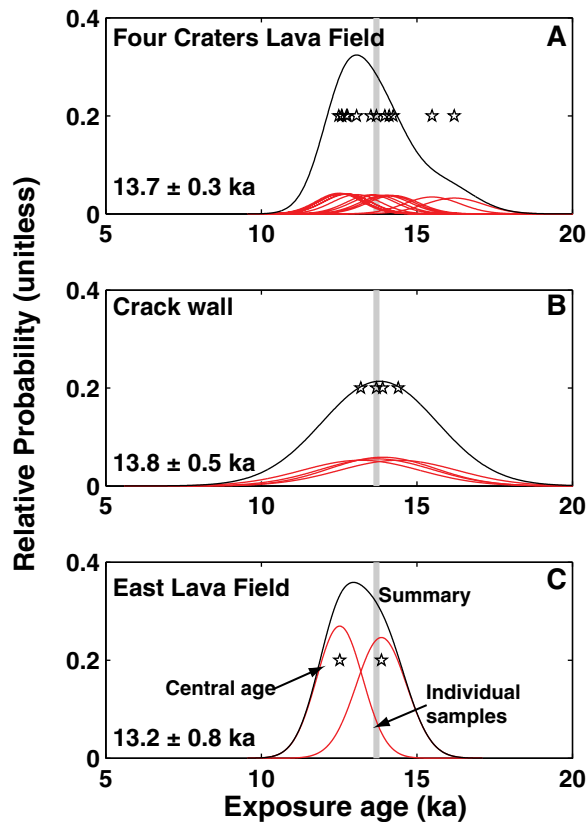 Relative Probability (unitless)
0.4
Four Craters Lava Field
A
0.2
13.7 ± 0.3 ka
0
5
10
15
20
0.4
Crack wall
B
0.2
13.8 ± 0.5 ka
0
5
10
15
20
0.4
East Lava Field
C
Summary
0.2
Central age
Individual
samples
13.2 ± 0.8 ka
0
5
10
15
20
Exposure age (ka)